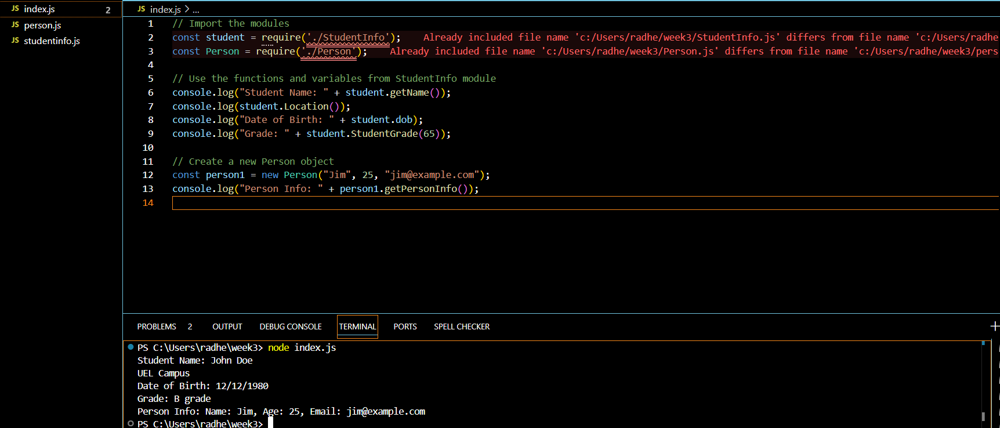 JS index.js 2
JS person.js
JS studentinfo.js
JS index.js > ...
1 // Import the modules
2 const student = require('./StudentInfo'); Already included file name 'c:/Users/radhe/week3/StudentInfo.js' differs from file name 'c:/Users/radhe
3 const Person = require('./Person'); Already included file name 'c:/Users/radhe/week3/Person.js' differs from file name 'c:/Users/radhe/week3/pers
4
5 // Use the functions and variables from StudentInfo module
6 console.log("Student Name: " + student.getName());
7 console.log(student.Location());
8 console.log("Date of Birth: " + student.dob);
9 console.log("Grade: " + student.StudentGrade(65));
10
11 // Create a new Person object
12 const person1 = new Person("Jim", 25, "jim@example.com");
13 console.log("Person Info: " + person1.getPersonInfo());
14
PROBLEMS 2 OUTPUT DEBUG CONSOLE TERMINAL PORTS SPELL CHECKER +
PS C:\Users\radhe\week3> node index.js
Student Name: John Doe
UEL Campus
Date of Birth: 12/12/1980
Grade: B grade
Person Info: Name: Jim, Age: 25, Email: jim@example.com
PS C:\Users\radhe\week3>